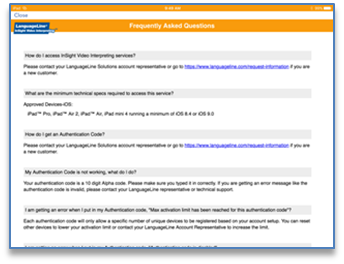 iPad
9:48 AM
Close
LanguageLine
InSight Video Interpreting
Frequently Asked Questions
How do I access InSight Video Interpreting services?
Please contact your LanguageLine Solutions account representative or go to https://www.languageline.com/request-information if you are
a new customer.
What are the minimum technical specs required to access this service?
Approved Devices-iOS:
iPad™ Pro, iPad™ Air 2, iPad™ Air, iPad mini 4 running a minimum of iOS 8.4 or iOS 9.0
How do I get an Authentication Code?
Please contact your LanguageLine Solutions account representative or go to https://www.languageline.com/request-information if you are
a new customer.
My Authentication Code is not working, what do I do?
Your authentication code is a 10 digit Alpha code. Please make sure you typed it in correctly. If you are getting an error message like the
authentication code is invalid; please contact your LanguageLine representative or technical support.
I am getting an error when I put in my Authentication code, "Max activation limit has been reached for this authentication code"?
Each authentication code will only allow a specific number of unique devices to be registered based on your account setup. You can reset
other devices to lower your activation limit or contact your LanguageLine Account Representative to increase the limit.